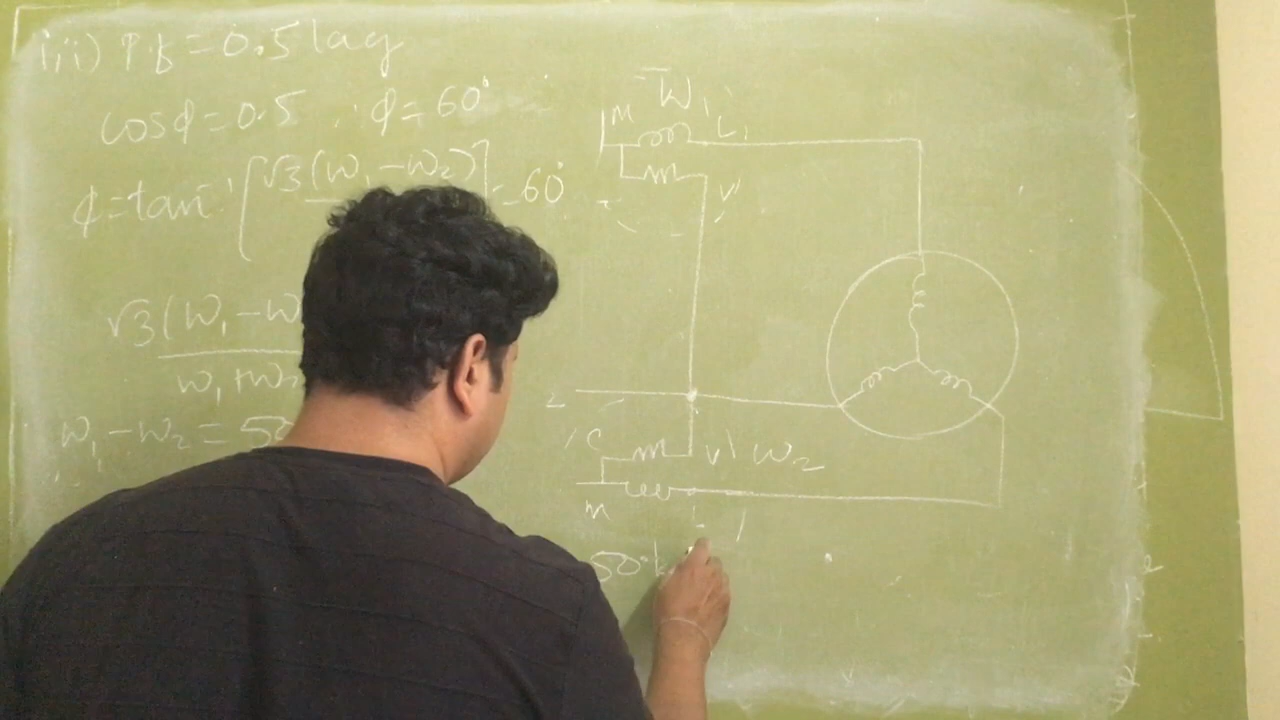 i,ii) P.f = 0.5 lag
cosφ = 0.5 ∴ φ = 60°
φ = tan⁻¹ [√3(W₁-W₂)] = 60°
√3(W₁-W
W₁+W₂
W₁-W₂ = 50
W₁
M L
V
L
C V W₂
M L
50 k